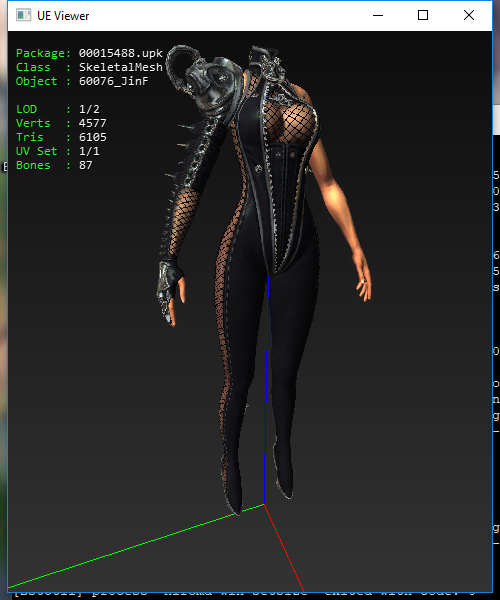 UE Viewer
Package: 00015488.upk
Class : SkeletalMesh
Object : 60076_JinF
LOD : 1/2
Verts : 4577
Tris : 6105
UV Set : 1/1
Bones : 87